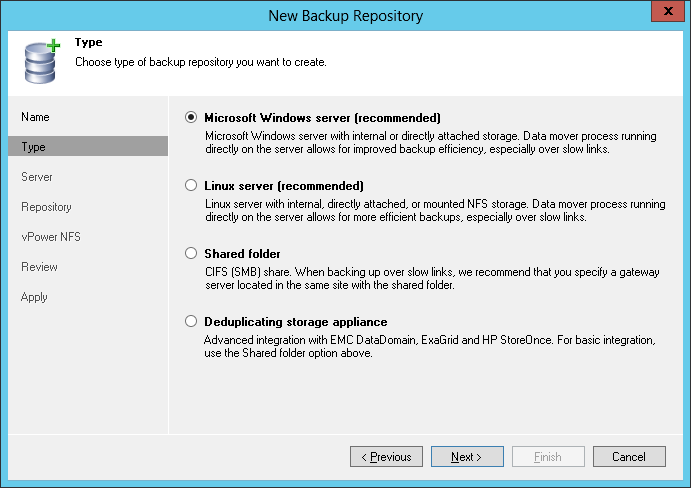 New Backup Repository
x
Type
Choose type of backup repository you want to create.
Name
Type
Server
Repository
vPower NFS
Review
Apply
Microsoft Windows server (recommended)
Microsoft Windows server with internal or directly attached storage. Data mover process running
directly on the server allows for improved backup efficiency, especially over slow links.
Linux server (recommended)
Linux server with internal, directly attached, or mounted NFS storage. Data mover process running
directly on the server allows for more efficient backups, especially over slow links.
Shared folder
CIFS (SMB) share. When backing up over slow links, we recommend that you specify a gateway
server located in the same site with the shared folder.
Deduplicating storage appliance
Advanced integration with EMC DataDomain, ExaGrid and HP StoreOnce. For basic integration,
use the Shared folder option above.
< Previous
Next >
Finish
Cancel